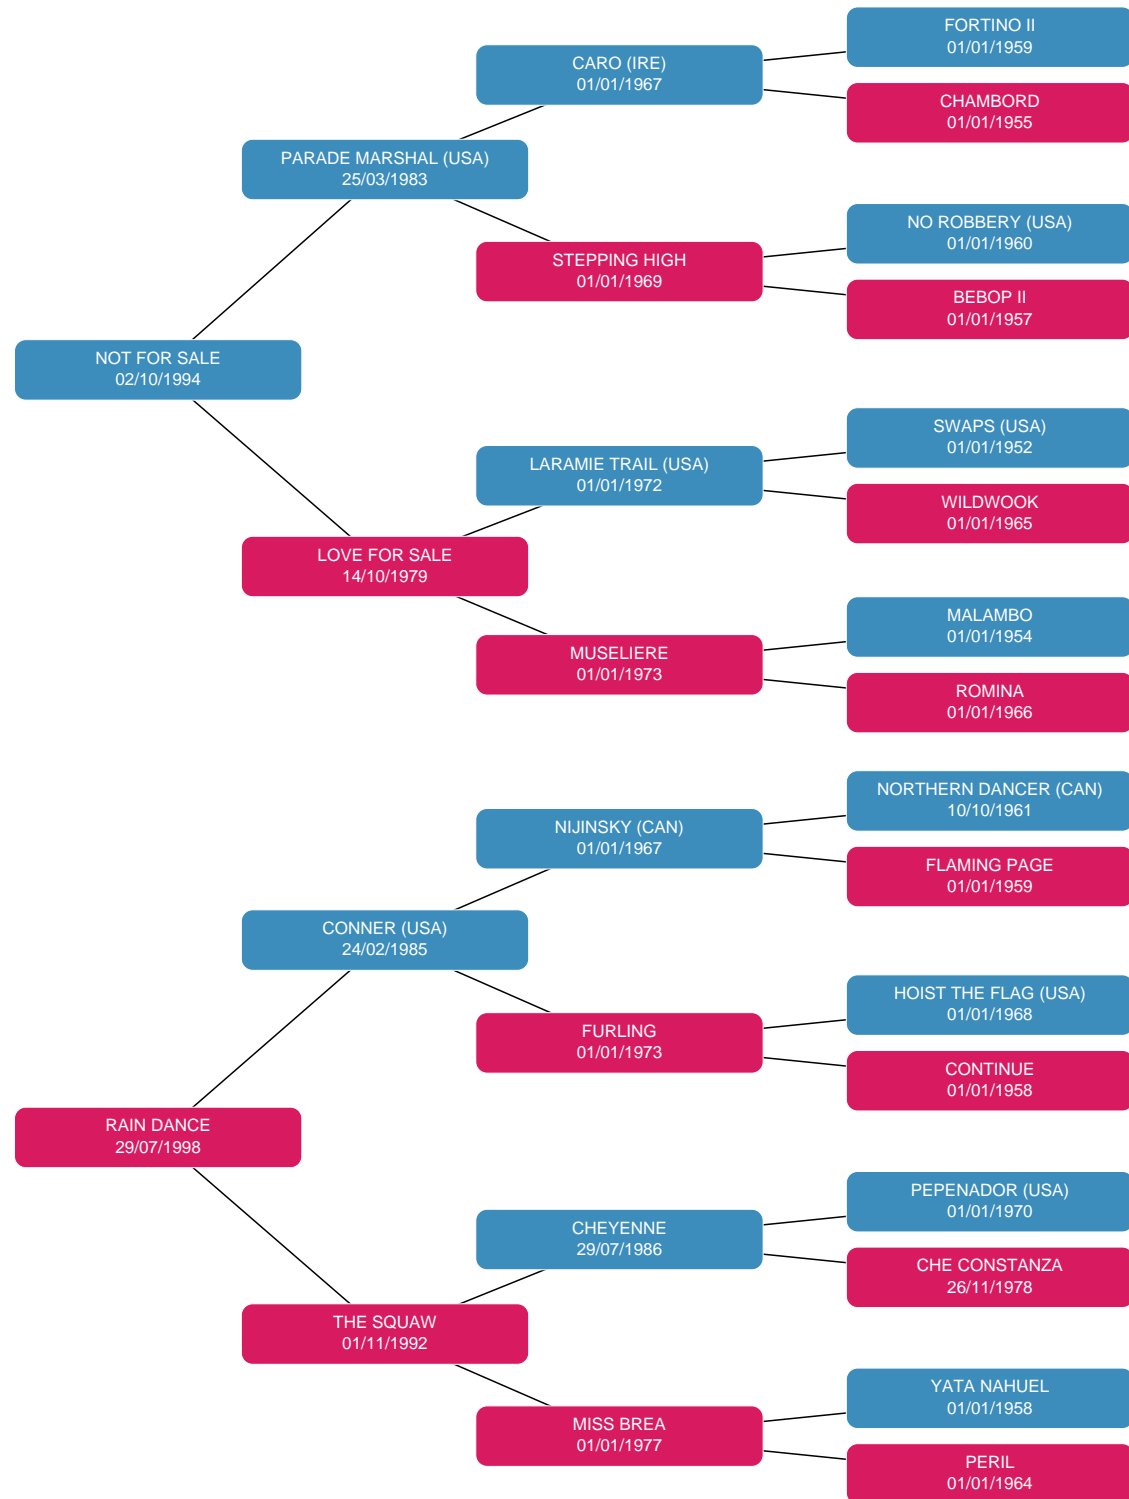 FORTINO II
01/01/1959
CARO (IRE)
01/01/1967
CHAMBORD
01/01/1955
PARADE MARSHAL (USA)
25/03/1983
NO ROBBERY (USA)
01/01/1960
STEPPING HIGH
01/01/1969
BEBOP II
01/01/1957
NOT FOR SALE
02/10/1994
SWAPS (USA)
01/01/1952
LARAMIE TRAIL (USA)
01/01/1972
WILDWOOK
01/01/1965
LOVE FOR SALE
14/10/1979
MALAMBO
01/01/1954
MUSELIERE
01/01/1973
ROMINA
01/01/1966
NORTHERN DANCER (CAN)
10/10/1961
NIJINSKY (CAN)
01/01/1967
FLAMING PAGE
01/01/1959
CONNER (USA)
24/02/1985
HOIST THE FLAG (USA)
01/01/1968
FURLING
01/01/1973
CONTINUE
01/01/1958
RAIN DANCE
29/07/1998
PEPENADOR (USA)
01/01/1970
CHEYENNE
29/07/1986
CHE CONSTANZA
26/11/1978
THE SQUAW
01/11/1992
YATA NAHUEL
01/01/1958
MISS BREA
01/01/1977
PERIL
01/01/1964